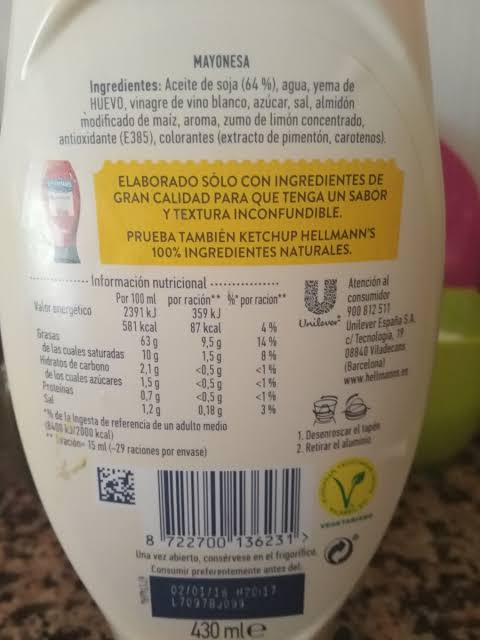 MAYONESA
Ingredientes: Aceite de soja (64 %), agua, yema de
HUEVO, vinagre de vino blanco, azúcar, sal, almidón
modificado de maíz, aroma, zumo de limón concentrado,
antioxidante (E385), colorantes (extracto de pimentón, carotenos).
ELABORADO SÓLO CON INGREDIENTES DE
GRAN CALIDAD PARA QUE TENGA UN SABOR
Y TEXTURA INCONFUNDIBLE.
PRUEBA TAMBIÉN KETCHUP HELLMANN'S
100% INGREDIENTES NATURALES.
Información nutricional
Por 100 ml por ración** %* por ración**
Valor energético 2391 kJ 359 kJ
581 kcal 87 kcal 4 %
Grasas 63 g 9,5 g 14 %
de las cuales saturadas 10 g 1,5 g 8 %
Hidratos de carbono 2,1 g <0,5 g <1 %
de los cuales azúcares 1,5 g <0,5 g <1 %
Proteínas 0,7 g <0,5 g <1 %
Sal 1,2 g 0,18 g 3 %
*% de la Ingesta de referencia de un adulto medio
(8400 kJ/2000 kcal)
** ración= 15 ml (~29 raciones por envase)
Unilever
Atención al
consumidor
900 812 511
Unilever España S.A.
c/ Tecnología, 19
08840 Viladecans
(Barcelona)
www.hellmanns.es
1. Desenroscar el tapón
2. Retirar el aluminio
8 722700 136231 >
V
VEGETARIANO
Una vez abierto, consérvese en el frigorífico.
Consumir preferentemente antes del:
02/01/18 #20:17
430 ml e